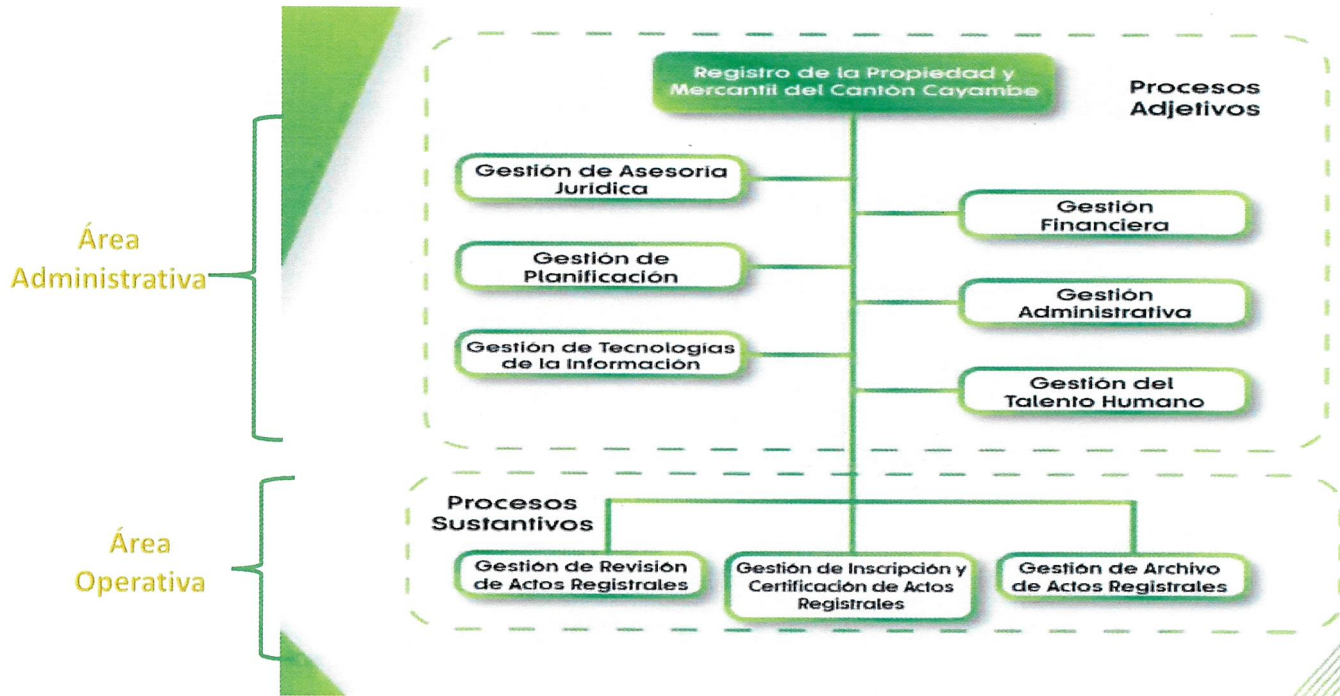 Registro de la Propiedad y
Mercantil del Cantón Cayambe
Procesos
Adjetivos
Gestión de Asesoría
Jurídica
Gestión
Financiera
Área
Administrativa
Gestión de
Planificación
Gestión
Administrativa
Gestión de Tecnologías
de la Información
Gestión del
Talento Humano
Procesos
Sustantivos
Área
Operativa
Gestión de Revisión
de Actos Registrales
Gestión de Inscripción y
Certificación de Actos
Registrales
Gestión de Archivo
de Actos Registrales